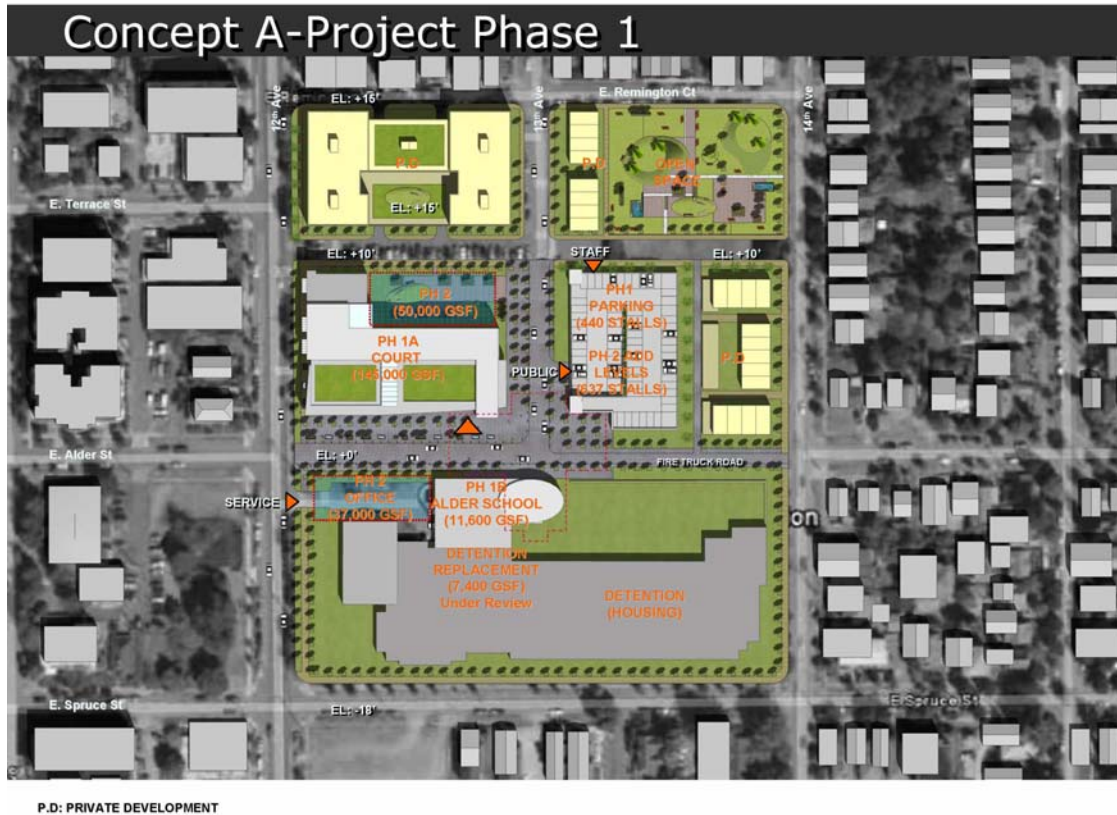 Concept A-Project Phase 1
12th Ave
EL: +15'
13th Ave
E. Remington Ct
14th Ave
P.D
P.D
OPEN
SPACE
E. Terrace St
EL: +15'
EL: +10'
STAFF
EL: +10'
PH 2
(50,000 GSF)
PH1
PARKING
(440 STALLS)
PH 1A
COURT
PUBLIC
PH 2 ADD
LEVELS
(637 STALLS)
P.D
E. Alder St
EL: +0'
FIRE TRUCK ROAD
SERVICE
PH 2
OFFICE
(37,000 GSF)
PH 1B
ALDER SCHOOL
(11,600 GSF)
on
DETENTION
REPLACEMENT
(7,400 GSF)
Under Review
DETENTION
(HOUSING)
E. Spruce St
EL: -18'
E Spruce St
P.D: PRIVATE DEVELOPMENT